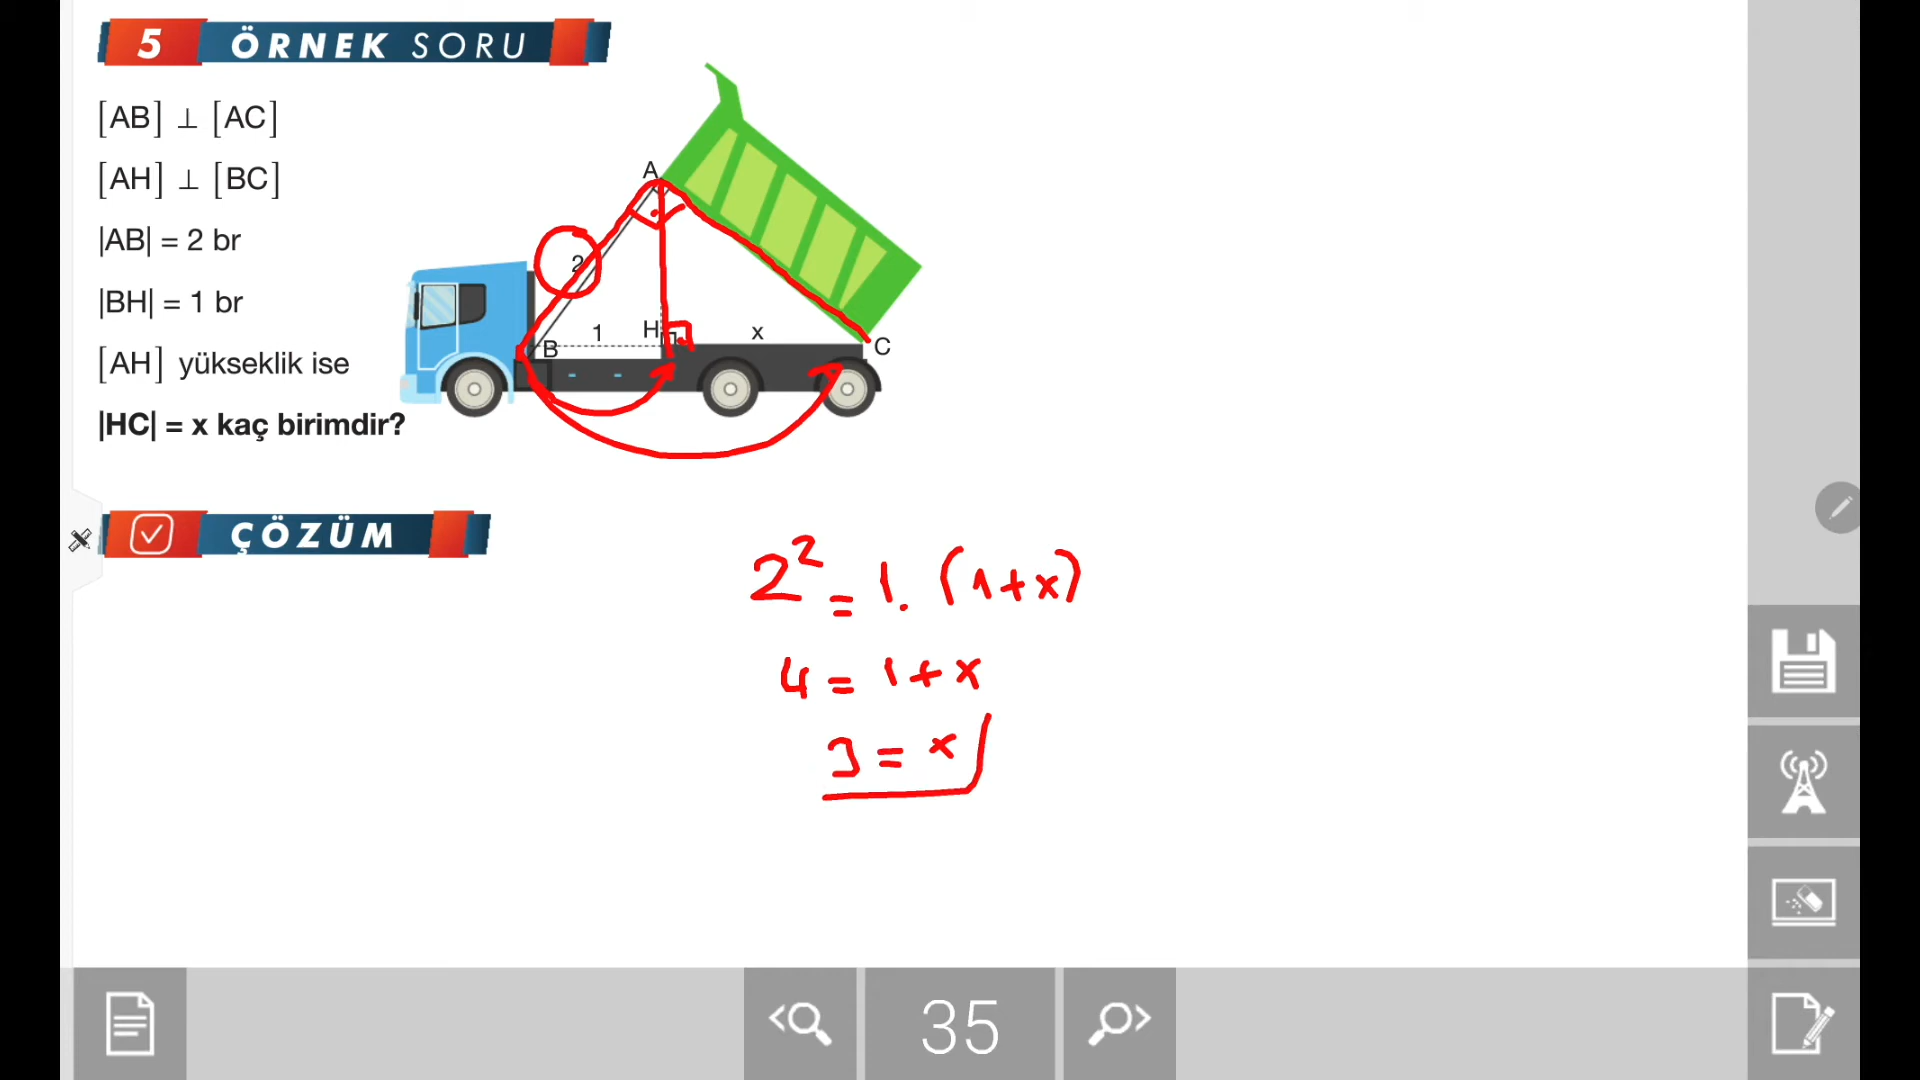 5 ÖRNEK SORU
[AB] ⊥ [AC]
[AH] ⊥ [BC]
|AB| = 2 br
|BH| = 1 br
[AH] yükseklik ise
|HC| = x kaç birimdir?
A
2
1
H
x
B
C
ÇÖZÜM
2² = 1. (1+x)
4 = 1+x
3 = x
35